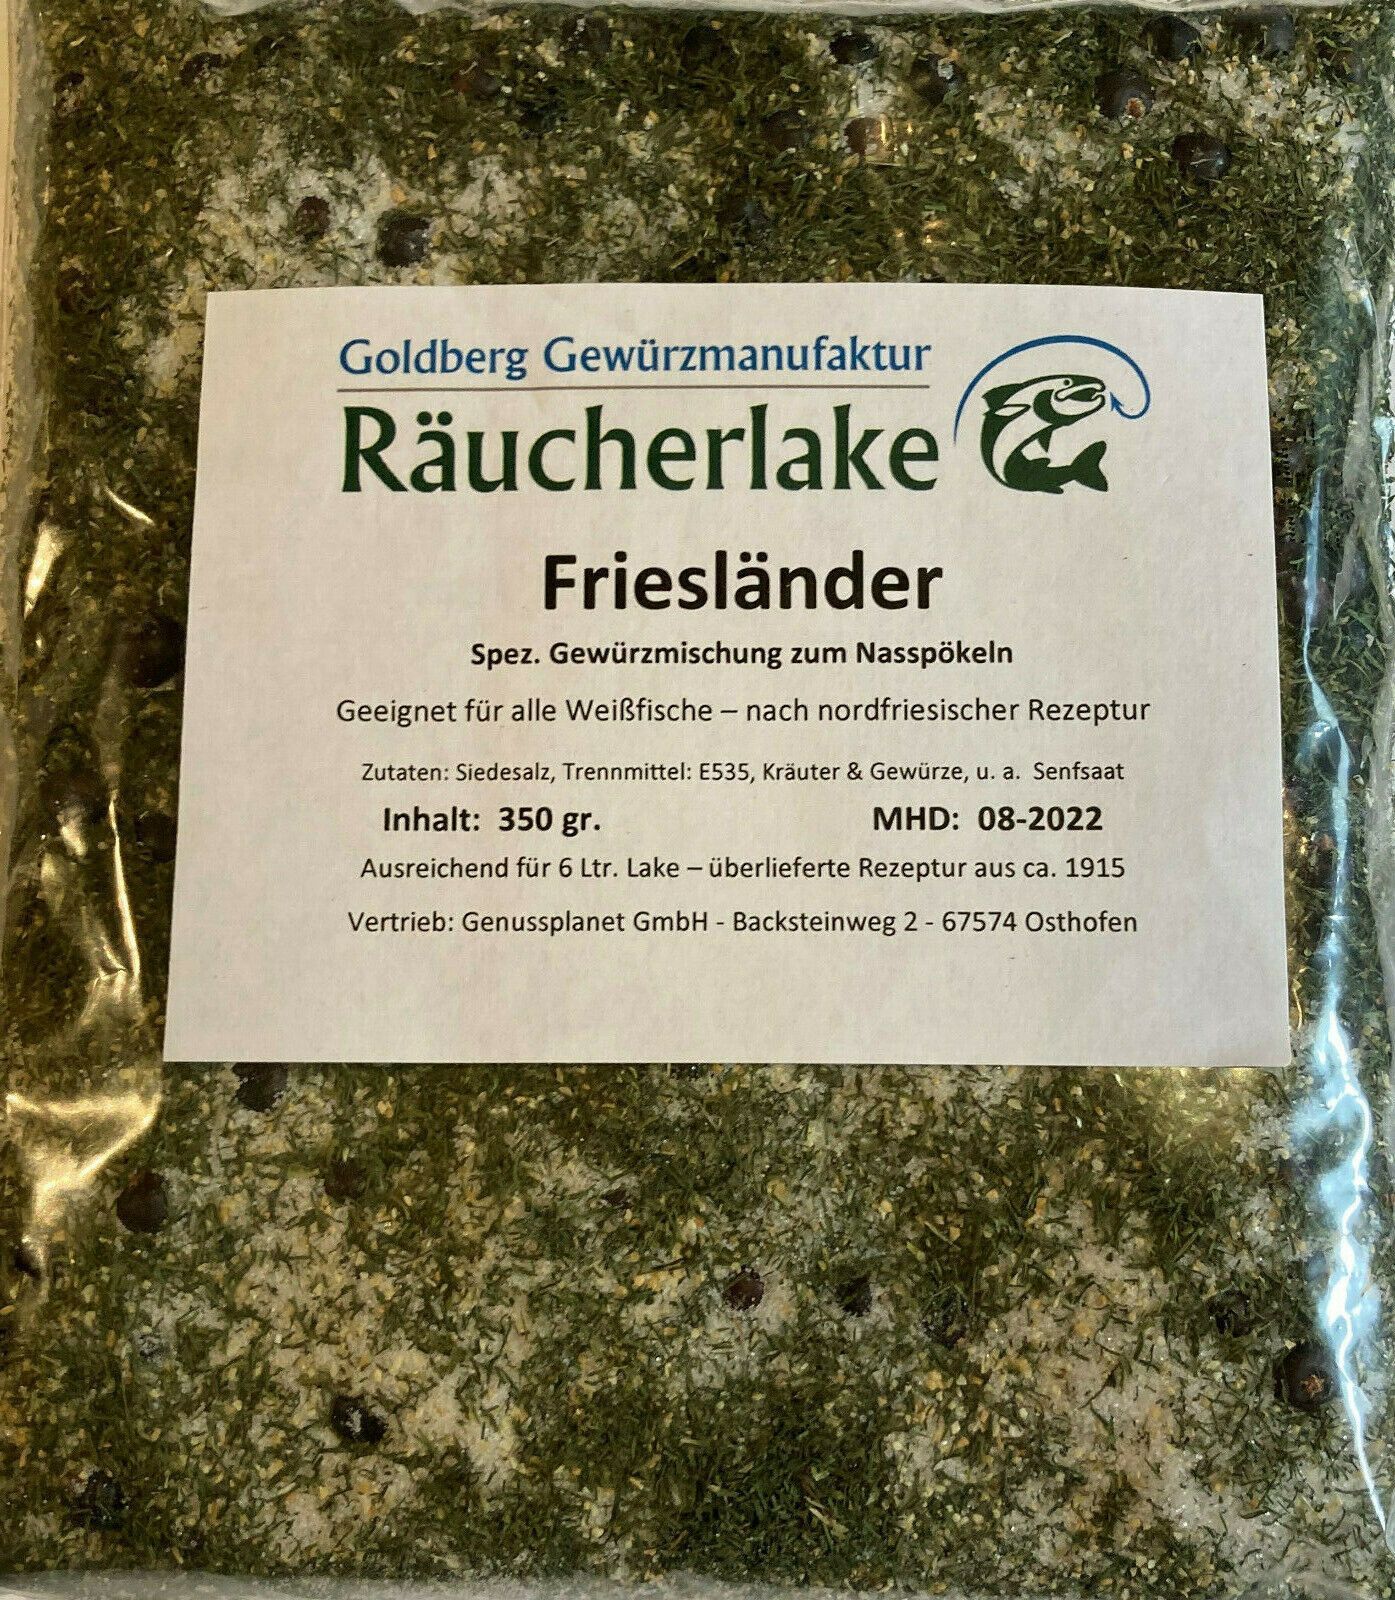 Goldberg Gewürzmanufaktur
Räucherlake
Friesländer
Spez. Gewürzmischung zum Nasspökeln
Geeignet für alle Weißfische – nach nordfriesischer Rezeptur
Zutaten: Siedesalz, Trennmittel: E535, Kräuter & Gewürze, u. a. Senfsaat
Inhalt: 350 gr. MHD: 08-2022
Ausreichend für 6 Ltr. Lake – überlieferte Rezeptur aus ca. 1915
Vertrieb: Genussplanet GmbH - Backsteinweg 2 - 67574 Osthofen